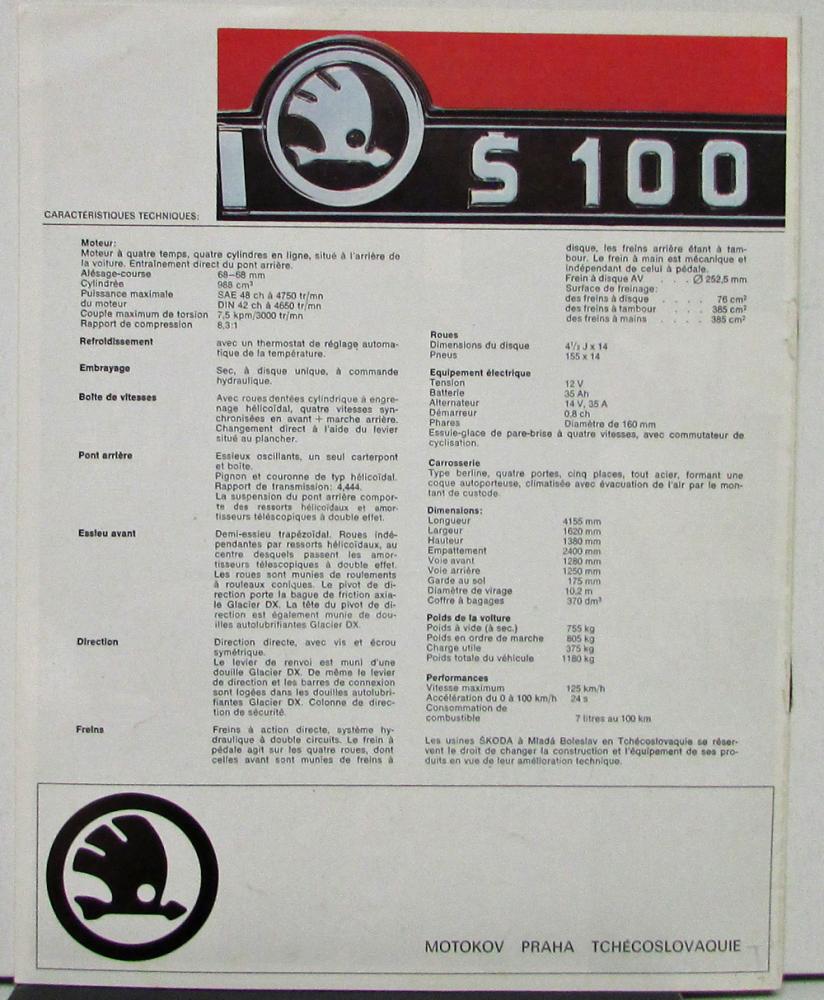 Š 100
CARACTÉRISTIQUES TECHNIQUES:
Moteur:
Moteur à quatre temps, quatre cylindres en ligne, situé à l'arrière de
la voiture. Entraînement direct du pont arrière.
Alésage-course 68–68 mm
Cylindrée 988 cm³
Puissance maximale SAE 48 ch à 4750 tr/mn
du moteur DIN 42 ch à 4650 tr/mn
Couple maximum de torsion 7,5 kpm/3000 tr/mn
Rapport de compression 8,3:1
Refroidissement avec un thermostat de réglage automa-
tique de la température.
Embrayage Sec, à disque unique, à commande
hydraulique.
Boîte de vitesses Avec roues dentées cylindrique à engre-
nage hélicoïdal, quatre vitesses syn-
chronisées en avant + marche arrière.
Changement direct à l'aide du levier
situé au plancher.
Pont arrière Essieux oscillants, un seul carterpont
et boîte.
Pignon et couronne de typ hélicoïdal.
Rapport de transmission: 4,444.
La suspension du pont arrière compor-
te des ressorts hélicoïdaux et amor-
tisseurs téléscopiques à double effet.
Essieu avant Demi-essieu trapézoïdal. Roues indé-
pendantes par ressorts hélicoïdaux, au
centre desquels passent les amor-
tisseurs télescopiques à double effet.
Les roues sont munies de roulements
à rouleaux coniques. Le pivot de di-
rection porte la bague de friction axia-
le Glacier DX. La tête du pivot de di-
rection est également munie de dou-
illes autolubrifiantes Glacier DX.
Direction Direction directe, avec vis et écrou
symétrique.
Le levier de renvoi est muni d'une
douille Glacier DX. De même le levier
de direction et les barres de connexion
sont logées dans les douilles autolubri-
fiantes Glacier DX. Colonne de direc-
tion de sécurité.
Freins Freins à action directe, système hy-
draulique à double circuits. Le frein à
pédale agit sur les quatre roues, dont
celles avant sont munies de freins à
disque, les freins arrière étant à tam-
bour. Le frein à main est mécanique et
indépendant de celui à pédale.
Frein à disque AV . . . Ø 252,5 mm
Surface de freinage:
des freins à disque . . . . 76 cm²
des freins à tambour . . . 385 cm²
des freins à mains . . . . 385 cm²
Roues
Dimensions du disque 4¹/₂ J x 14
Pneus 155 x 14
Equipement électrique
Tension 12 V
Batterie 35 Ah
Alternateur 14 V, 35 A
Démarreur 0,8 ch
Phares Diamètre de 160 mm
Essuie-glace de pare-brise à quatre vitesses, avec commutateur de
cyclisation.
Carrosserie
Type berline, quatre portes, cinq places, tout acier, formant une
coque autoporteuse, climatisée avec évacuation de l'air par le mon-
tant de custode.
Dimensions:
Longueur 4155 mm
Largeur 1620 mm
Hauteur 1380 mm
Empattement 2400 mm
Voie avant 1280 mm
Voie arrière 1250 mm
Garde au sol 175 mm
Diamètre de virage 10,2 m
Coffre à bagages 370 dm³
Poids de la voiture
Poids à vide (à sec.) 755 kg
Poids en ordre de marche 805 kg
Charge utile 375 kg
Poids totale du véhicule 1180 kg
Performances
Vitesse maximum 125 km/h
Accélération du 0 à 100 km/h 24 s
Consommation de
combustible 7 litres au 100 km
Les usines ŠKODA à Mladá Boleslav en Tchécoslovaquie se réser-
vent le droit de changer la construction et l'équipement de ses pro-
duits en vue de leur amélioration technique.
MOTOKOV PRAHA TCHÉCOSLOVAQUIE